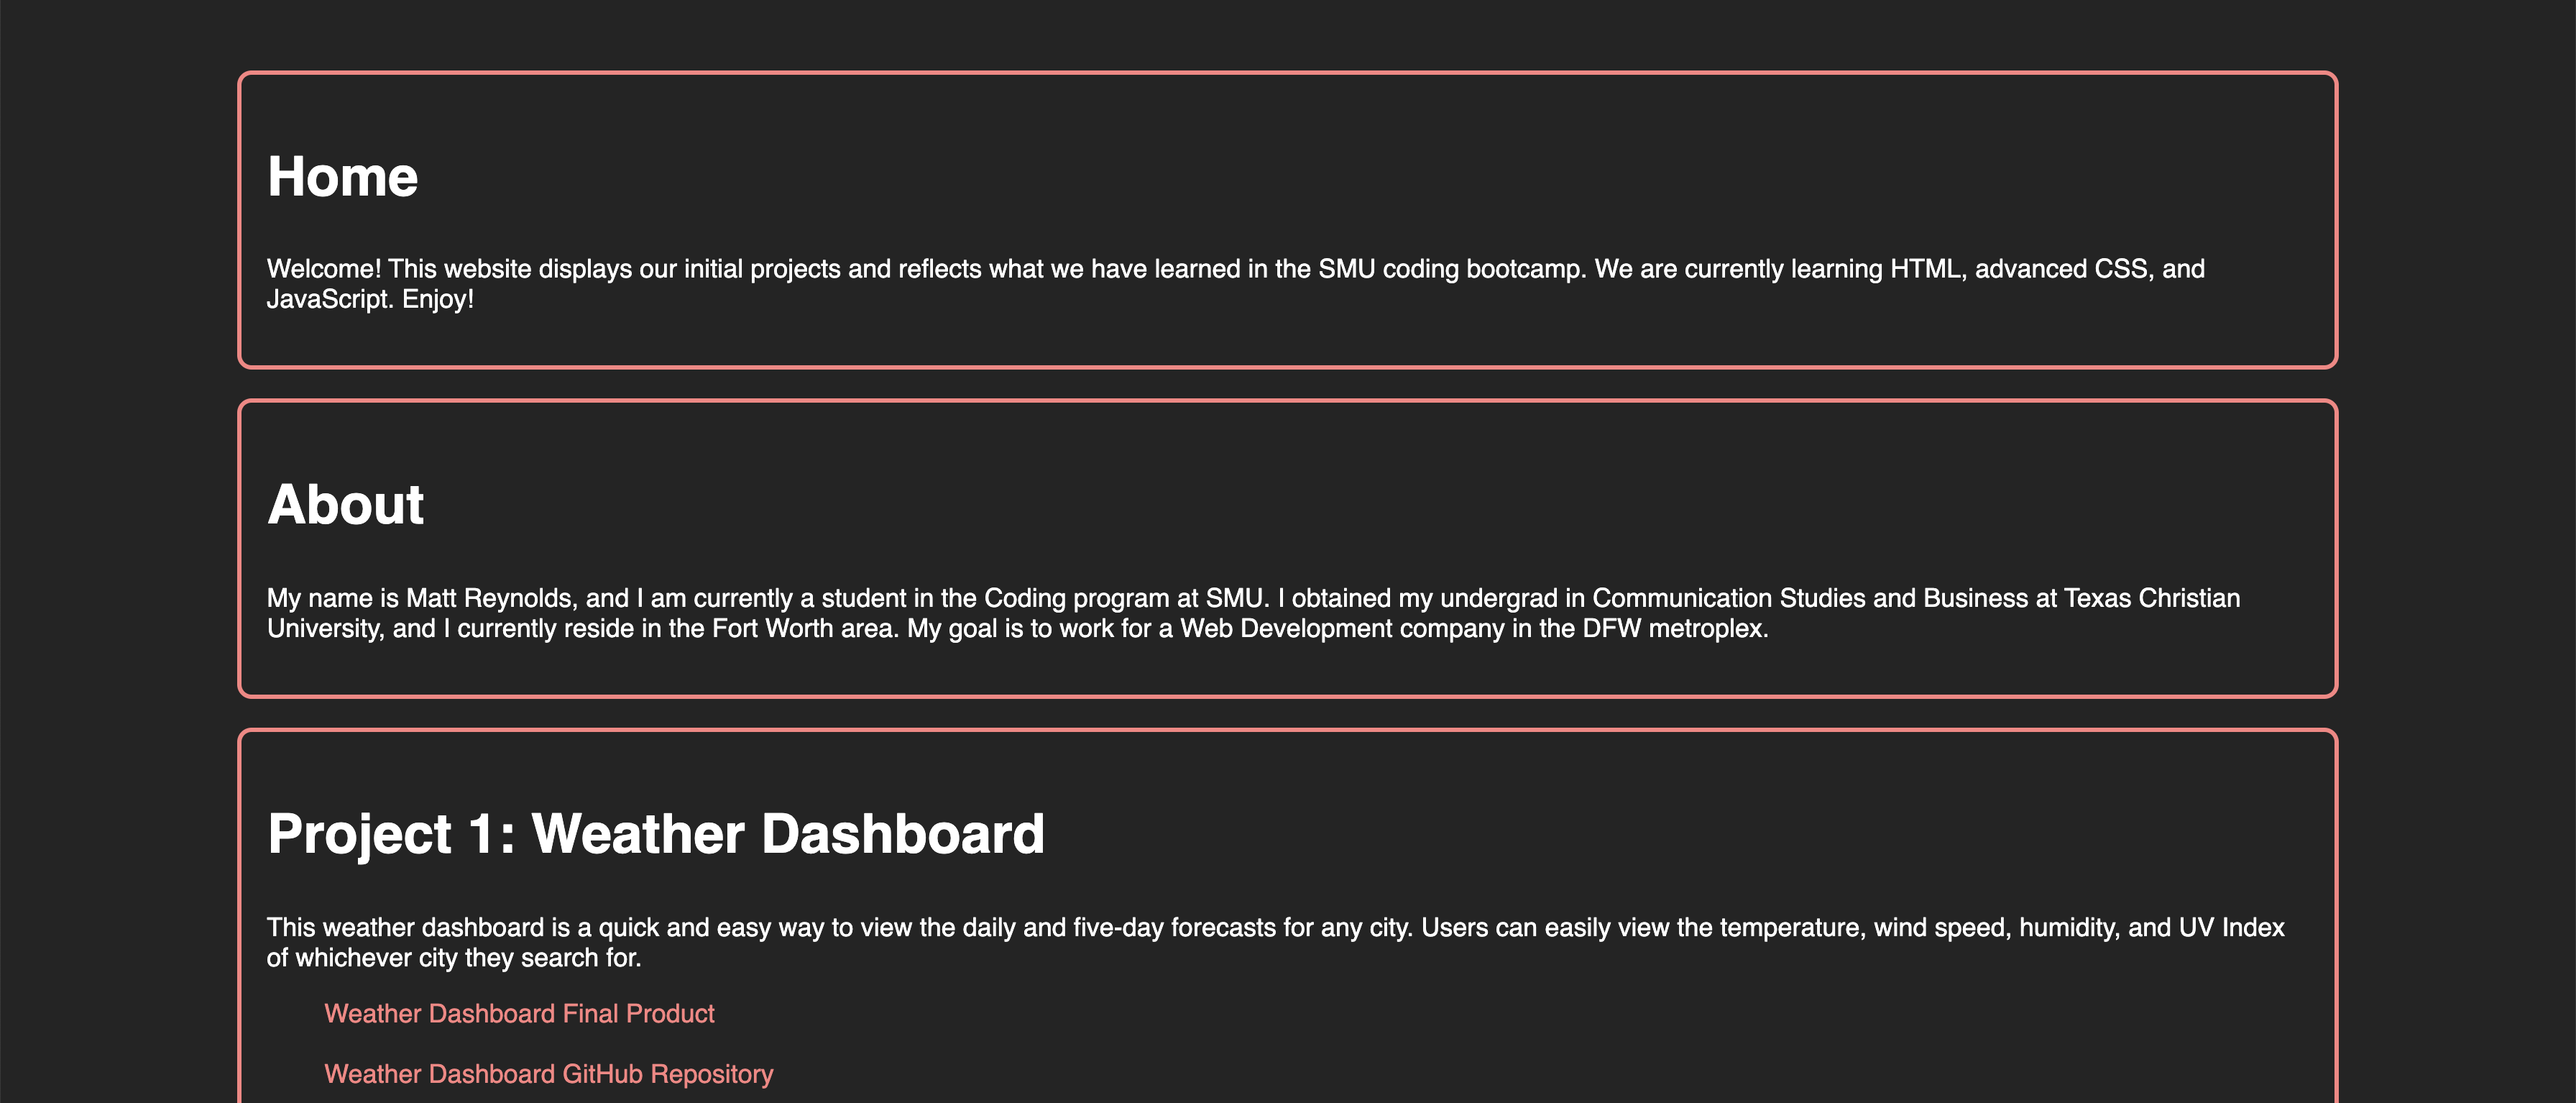 Home
Welcome! This website displays our initial projects and reflects what we have learned in the SMU coding bootcamp. We are currently learning HTML, advanced CSS, and
JavaScript. Enjoy!
About
My name is Matt Reynolds, and I am currently a student in the Coding program at SMU. I obtained my undergrad in Communication Studies and Business at Texas Christian
University, and I currently reside in the Fort Worth area. My goal is to work for a Web Development company in the DFW metroplex.
Project 1: Weather Dashboard
This weather dashboard is a quick and easy way to view the daily and five-day forecasts for any city. Users can easily view the temperature, wind speed, humidity, and UV Index
of whichever city they search for.
Weather Dashboard Final Product
Weather Dashboard GitHub Repository